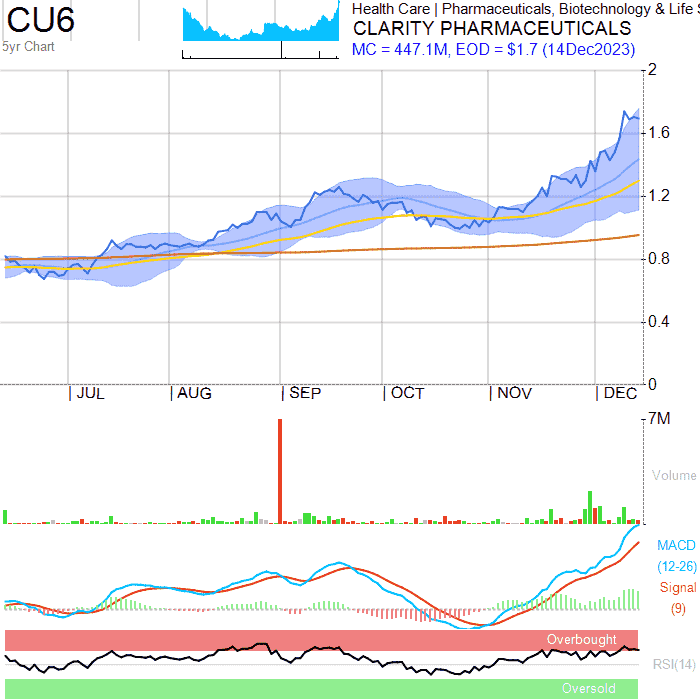 CU6
5yr Chart
Health Care | Pharmaceuticals, Biotechnology & Life S
CLARITY PHARMACEUTICALS
MC = 447.1M, EOD = $1.7 (14Dec2023)
2
1.6
1.2
0.8
0.4
0
| JUL | AUG | SEP | OCT | NOV | DEC
7M
Volume
MACD
(12-26)
Signal
(9)
Overbought
RSI(14)
Oversold